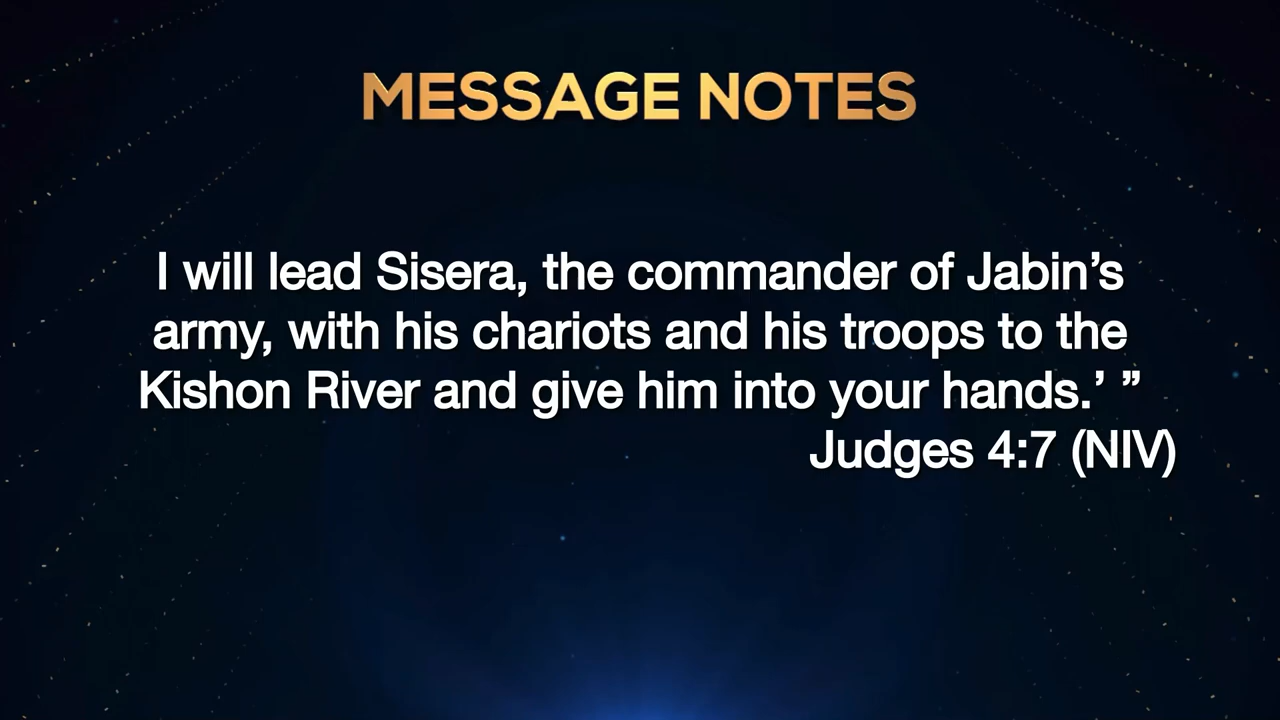 MESSAGE NOTES
I will lead Sisera, the commander of Jabin’s
army, with his chariots and his troops to the
Kishon River and give him into your hands.’ ”
Judges 4:7 (NIV)